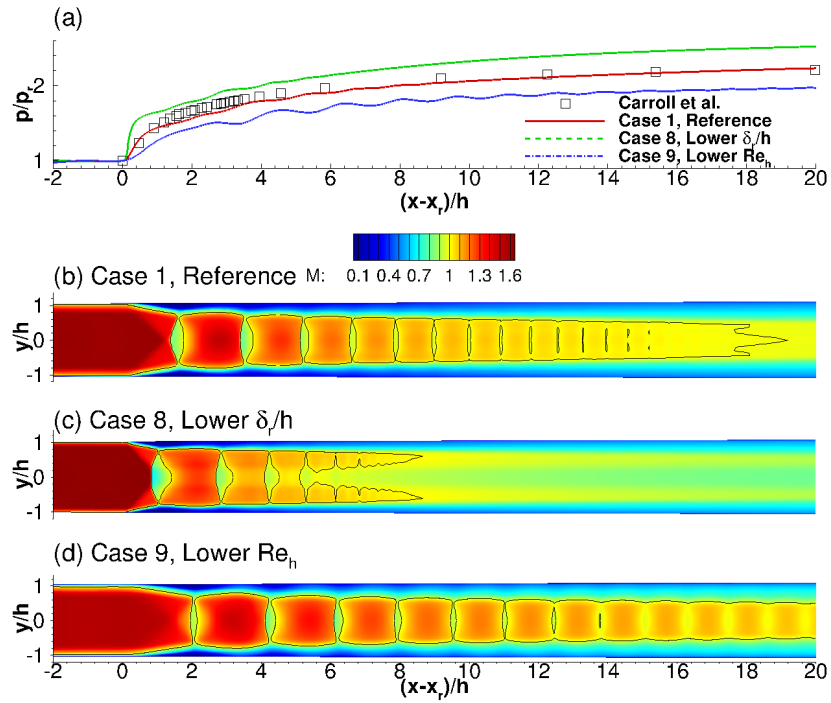 (a)
p/p_r
2
1
Carroll et al.
Case 1, Reference
Case 8, Lower δ_r/h
Case 9, Lower Re_h
-2 0 2 4 6 8 10 12 14 16 18 20
(x-x_r)/h
(b) Case 1, Reference
M: 0.1 0.4 0.7 1 1.3 1.6
y/h
1
0
-1
(c) Case 8, Lower δ_r/h
y/h
1
0
-1
(d) Case 9, Lower Re_h
y/h
1
0
-1
-2 0 2 4 6 8 10 12 14 16 18 20
(x-x_r)/h